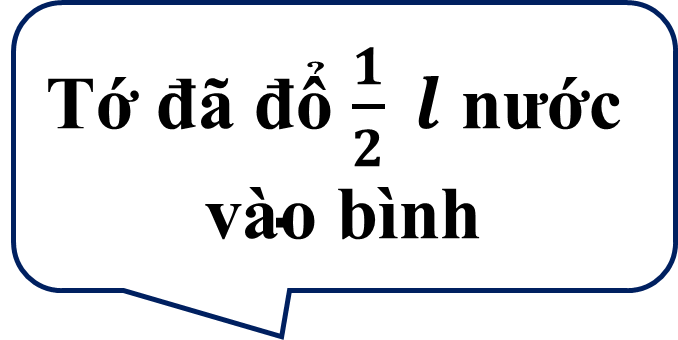 Tớ đã đổ 1/2 l nước
vào bình